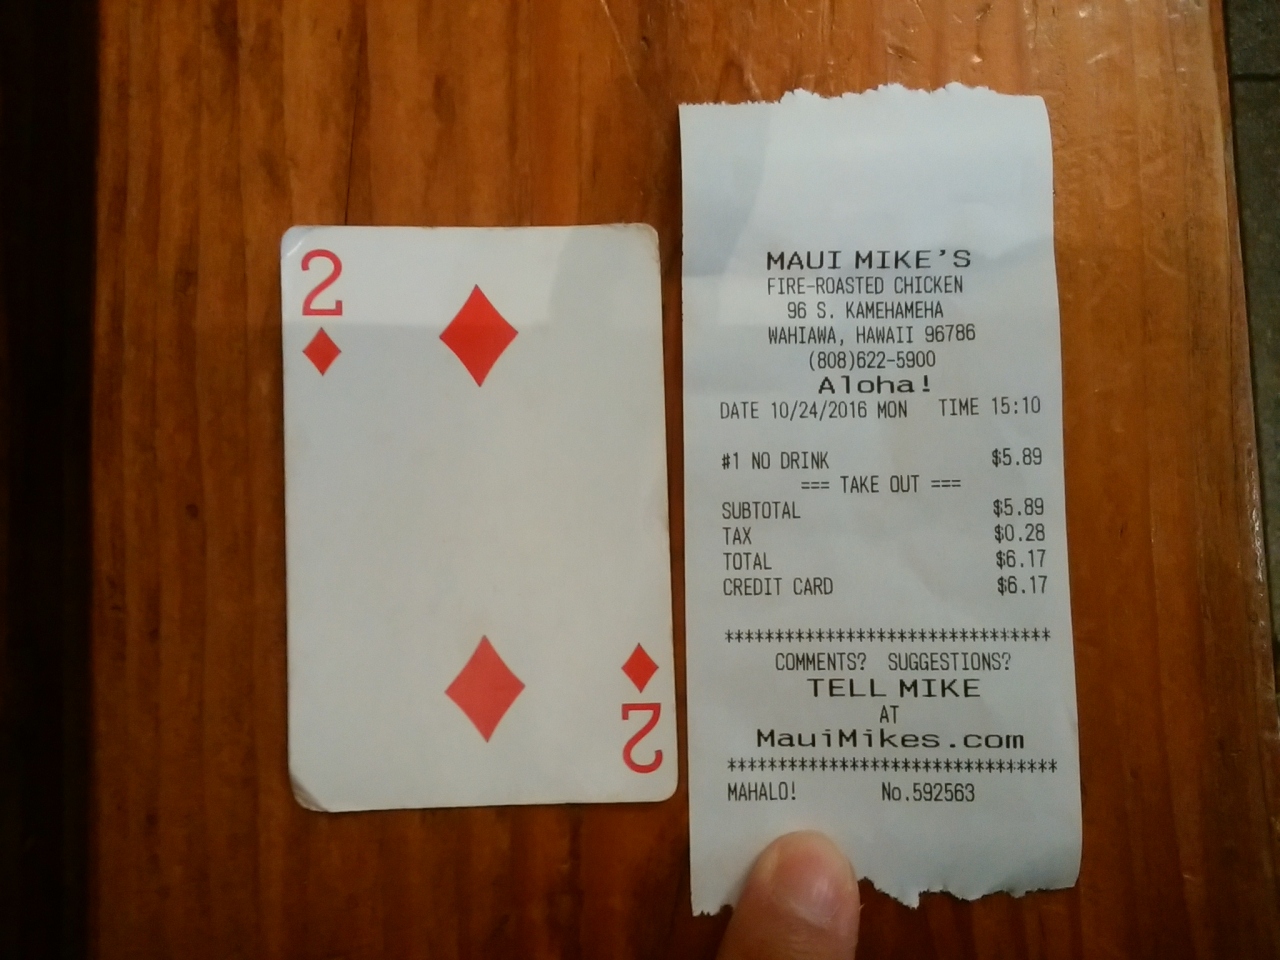 2
2
MAUI MIKE'S
FIRE-ROASTED CHICKEN
96 S. KAMEHAMEHA
WAHIAWA, HAWAII 96786
(808)622-5900
Aloha!
DATE 10/24/2016 MON TIME 15:10
#1 NO DRINK $5.89
=== TAKE OUT ===
SUBTOTAL $5.89
TAX $0.28
TOTAL $6.17
CREDIT CARD $6.17
******************************
COMMENTS? SUGGESTIONS?
TELL MIKE
AT
MauiMikes.com
******************************
MAHALO! No.592563